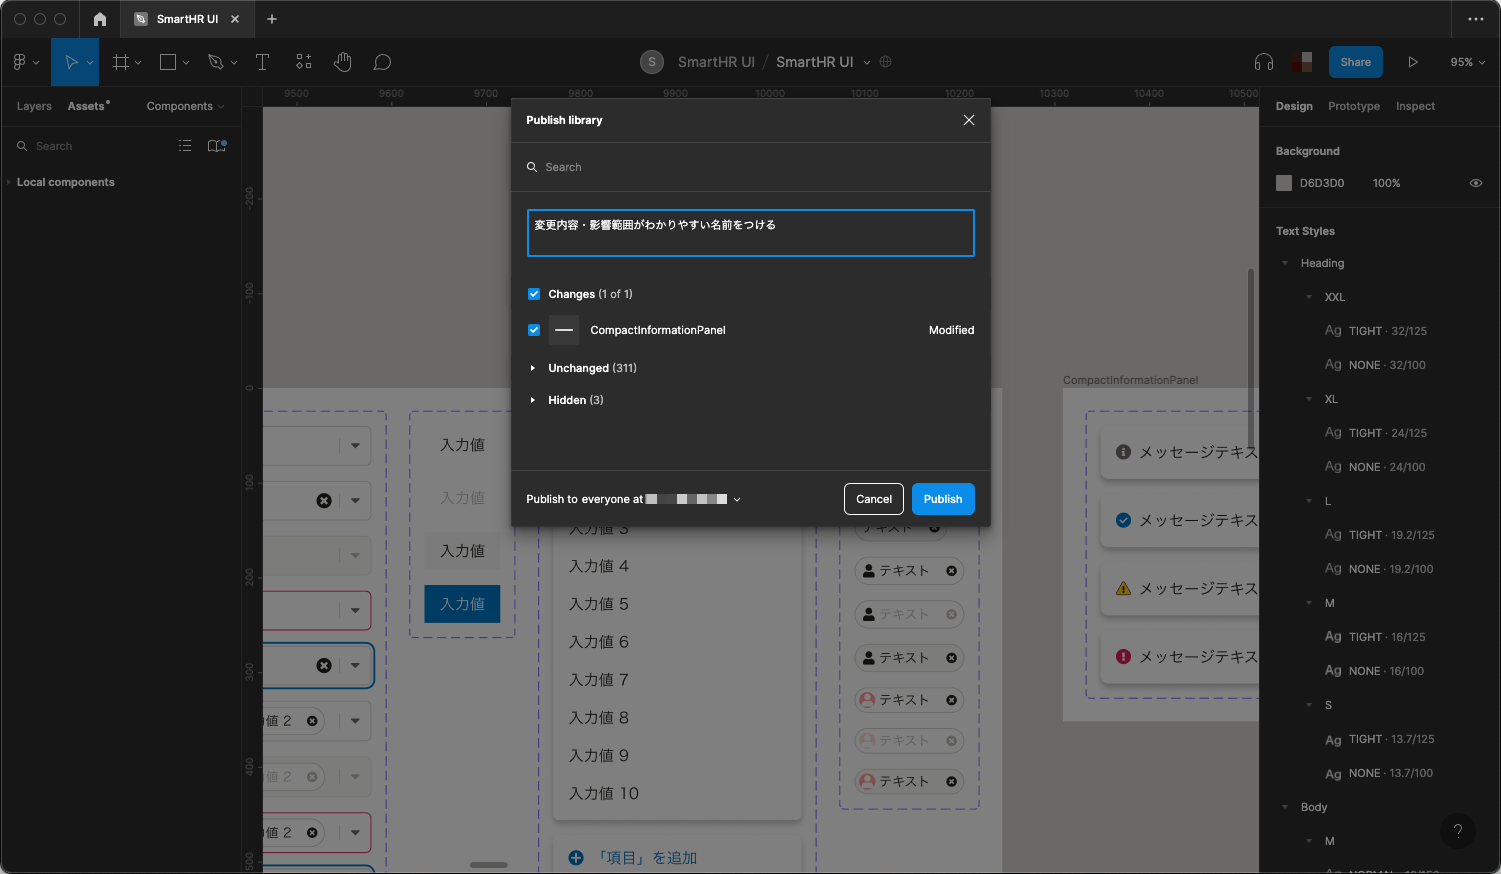 SmartHR UI
S
SmartHR UI / SmartHR UI
Share
95%
Layers
Assets
Components
Search
Local components
9500
9600
9700
9800
9900
10000
10100
10200
10300
10400
10500
-200
-100
0
100
200
300
400
500
Publish library
Search
変更内容・影響範囲がわかりやすい名前をつける
Changes (1 of 1)
CompactInformationPanel
Modified
Unchanged (311)
Hidden (3)
Publish to everyone at
Cancel
Publish
入力値
入力値
入力値
入力値
値 2
値 2
値 2
入力値 3
入力値 4
入力値 5
入力値 6
入力値 7
入力値 8
入力値 9
入力値 10
「項目」を追加
テキスト
テキスト
テキスト
テキスト
テキスト
テキスト
テキスト
CompactInformationPanel
メッセージテキス
メッセージテキス
メッセージテキス
メッセージテキス
Design
Prototype
Inspect
Background
D6D3D0
100%
Text Styles
Heading
XXL
Ag TIGHT · 32/125
Ag NONE · 32/100
XL
Ag TIGHT · 24/125
Ag NONE · 24/100
L
Ag TIGHT · 19.2/125
Ag NONE · 19.2/100
M
Ag TIGHT · 16/125
Ag NONE · 16/100
S
Ag TIGHT · 13.7/125
Ag NONE · 13.7/100
Body
M
?